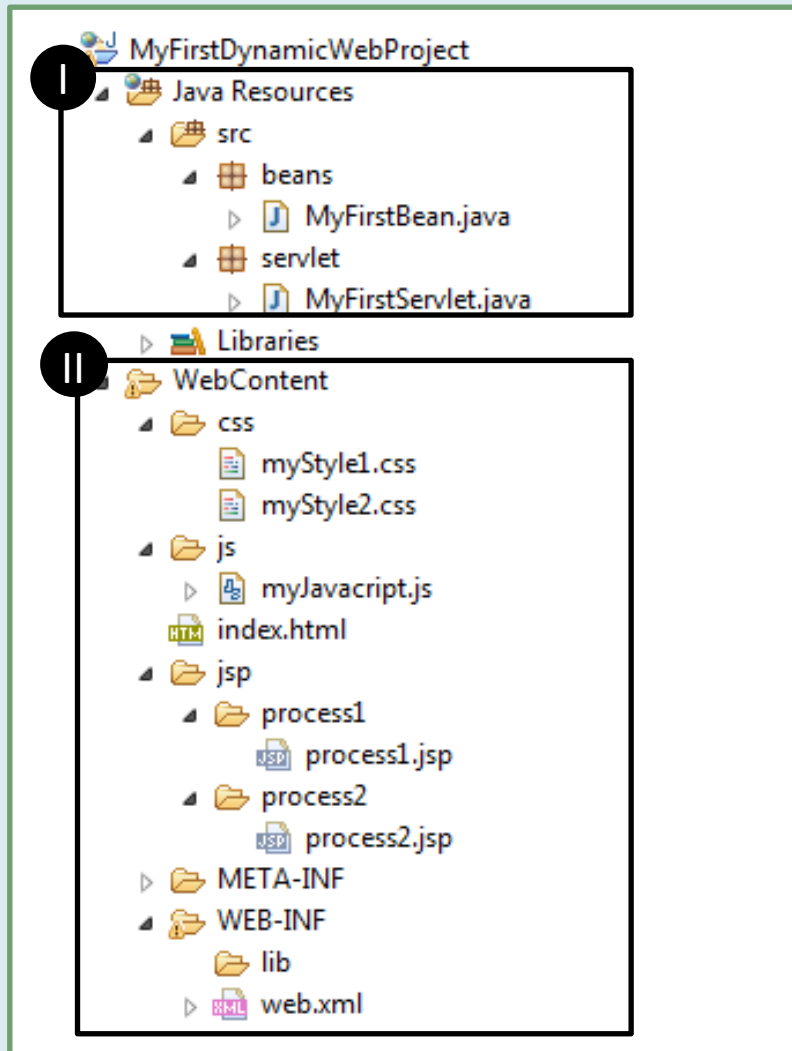 MyFirstDynamicWebProject
I
Java Resources
src
beans
MyFirstBean.java
servlet
MyFirstServlet.java
Libraries
II
WebContent
css
myStyle1.css
myStyle2.css
js
myJavacript.js
index.html
jsp
process1
process1.jsp
process2
process2.jsp
META-INF
WEB-INF
lib
web.xml